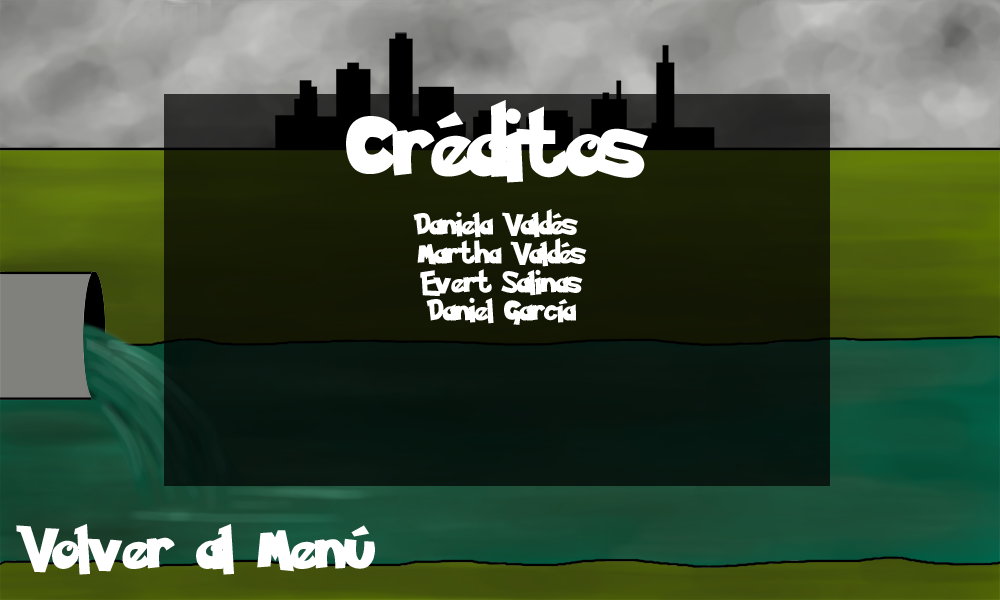 Créditos
Daniela Valdés
Martha Valdés
Evert Salinas
Daniel García
Volver al Menú